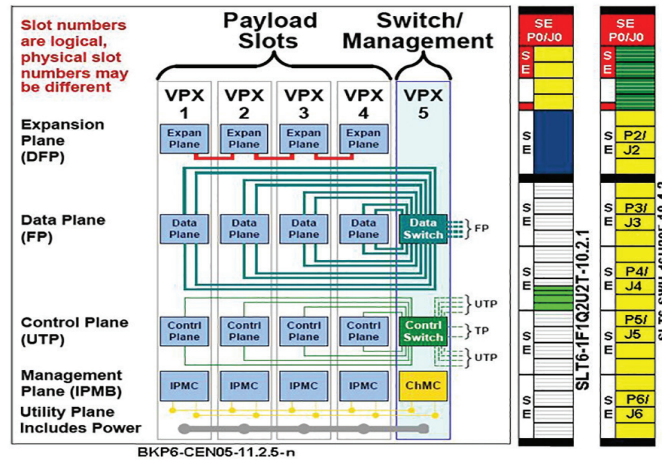 Slot numbers
are logical,
physical slot
numbers may
be different
Payload
Slots
Switch/
Management
VPX
1
VPX
2
VPX
3
VPX
4
VPX
5
Expansion
Plane
(DFP)
Expan
Plane
Expan
Plane
Expan
Plane
Expan
Plane
Data Plane
(FP)
Data
Plane
Data
Plane
Data
Plane
Data
Plane
Data
Switch
FP
Control Plane
(UTP)
Contrl
Plane
Contrl
Plane
Contrl
Plane
Contrl
Plane
Contrl
Switch
UTP
TP
UTP
Management
Plane (IPMB)
IPMC
IPMC
IPMC
IPMC
ChMC
Utility Plane
Includes Power
BKP6-CEN05-11.2.5-n
SE
P0/J0
S
E
S
E
S
E
S
E
S
E
S
E
SLT6-1F1Q2U2T-10.2.1
SE
P0/J0
S
E
S
E
P2/
J2
S
E
P3/
J3
S
E
P4/
J4
S
E
P5/
J5
S
E
P6/
J6